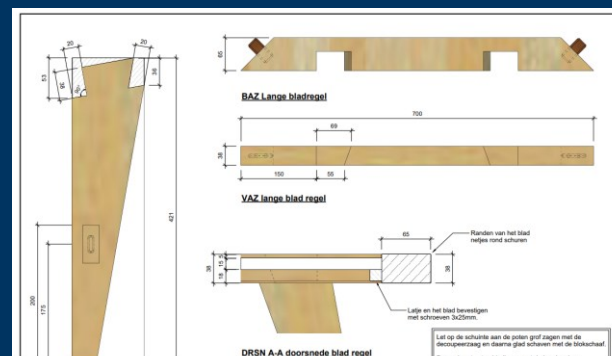 20
20
53
36
38
90°
421
200
175
65
BAZ Lange bladregel
700
69
38
150
55
VAZ lange blad regel
65
Randen van het blad
netjes rond schuren
38
15
5
18
38
Latje en het blad bevestigen
met schroeven 3x25mm.
DRSN A-A doorsnede blad regel
Let op de schuinte aan de poten grof zagen met de
decoupeerzaag en daarna glad schaven met de blokschaaf.